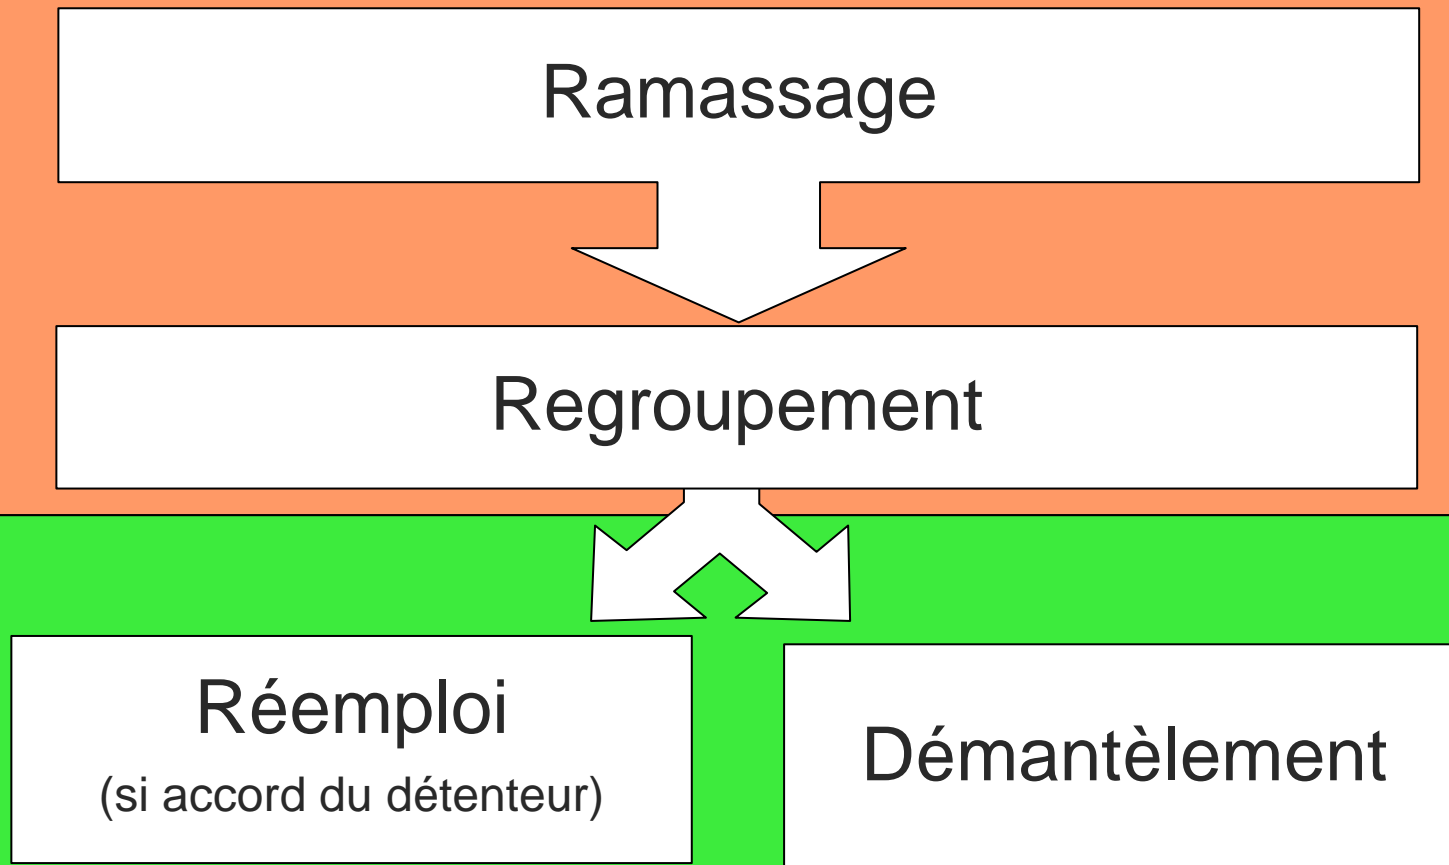 Ramassage
Regroupement
Réemploi
(si accord du détenteur)
Démantèlement